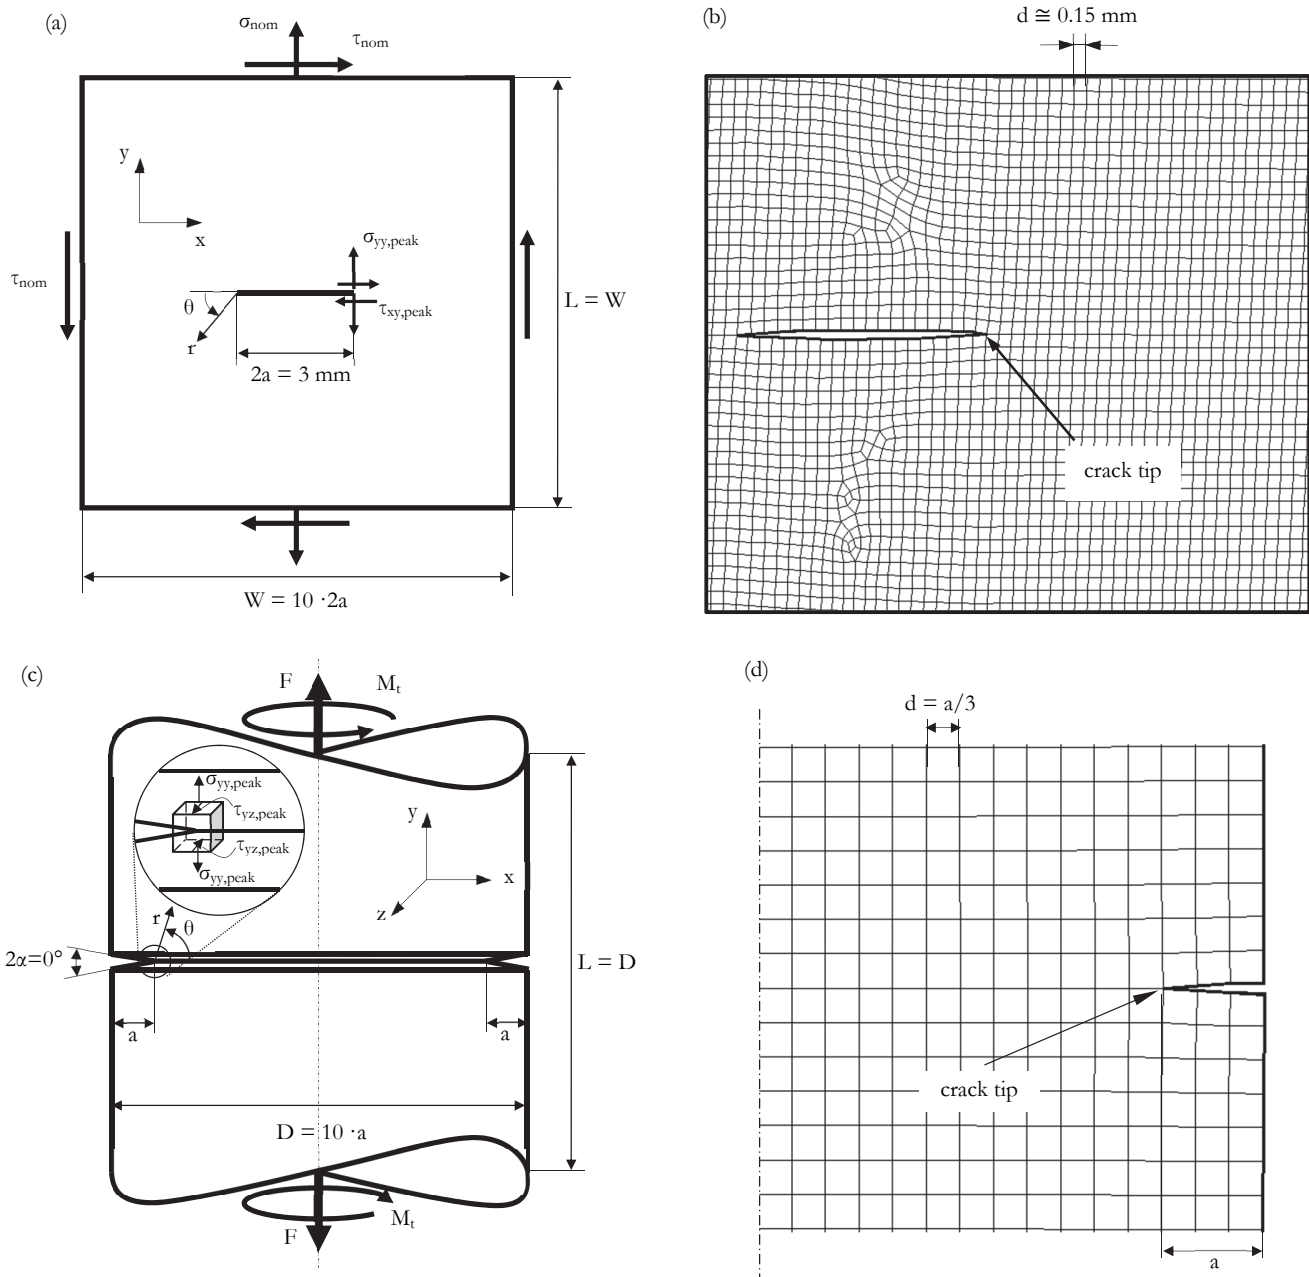 (a)
σnom
τnom
y
x
τnom
σyy,peak
τxy,peak
θ
r
2a = 3 mm
L = W
W = 10 ·2a
(b)
d ≅ 0.15 mm
crack tip
(c)
F
Mt
σyy,peak
τyz,peak
τyz,peak
σyy,peak
y
x
z
r
θ
2α=0°
L = D
a
a
D = 10 ·a
Mt
F
(d)
d = a/3
crack tip
a